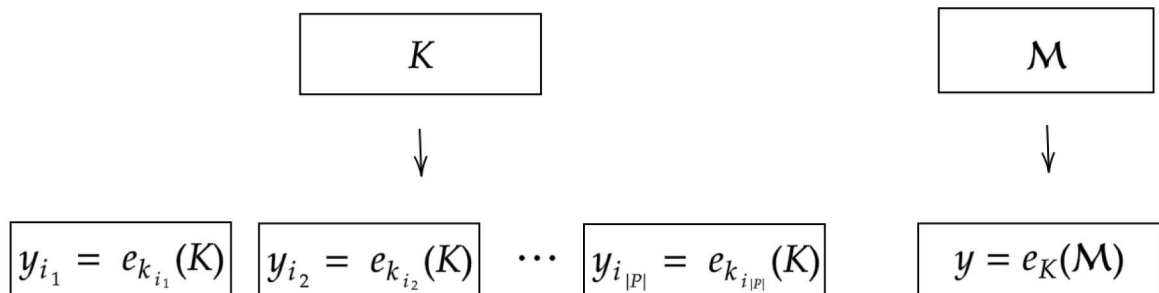 K M
y_{i_1} = e_{k_{i_1}}(K) y_{i_2} = e_{k_{i_2}}(K) ⋯ y_{i_{|P|}} = e_{k_{i_{|P|}}}(K) y = e_K(M)